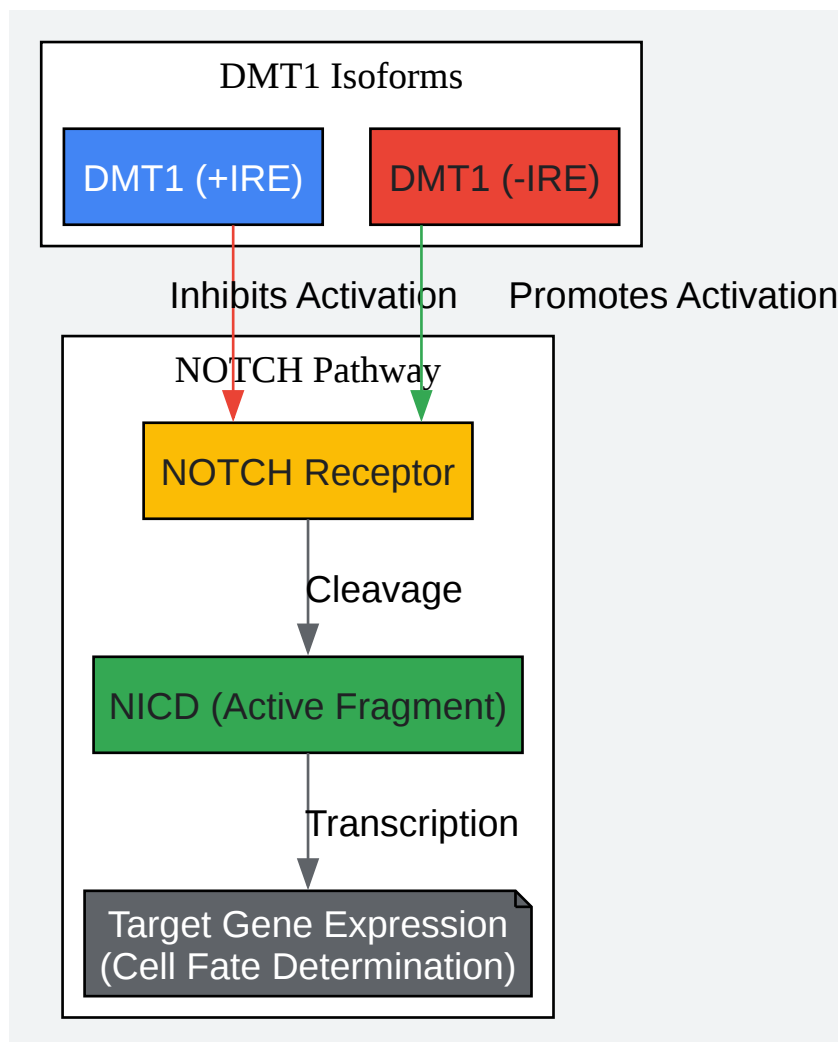 DMT1 Isoforms
DMT1 (+IRE)
DMT1 (-IRE)
Inhibits Activation
Promotes Activation
NOTCH Pathway
NOTCH Receptor
Cleavage
NICD (Active Fragment)
Transcription
Target Gene Expression
(Cell Fate Determination)